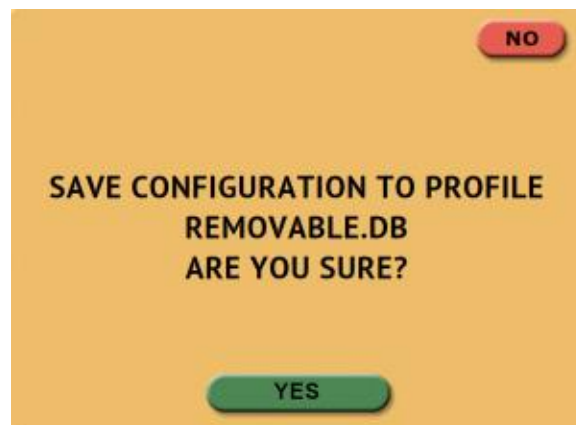 NO
SAVE CONFIGURATION TO PROFILE
REMOVABLE.DB
ARE YOU SURE?
YES